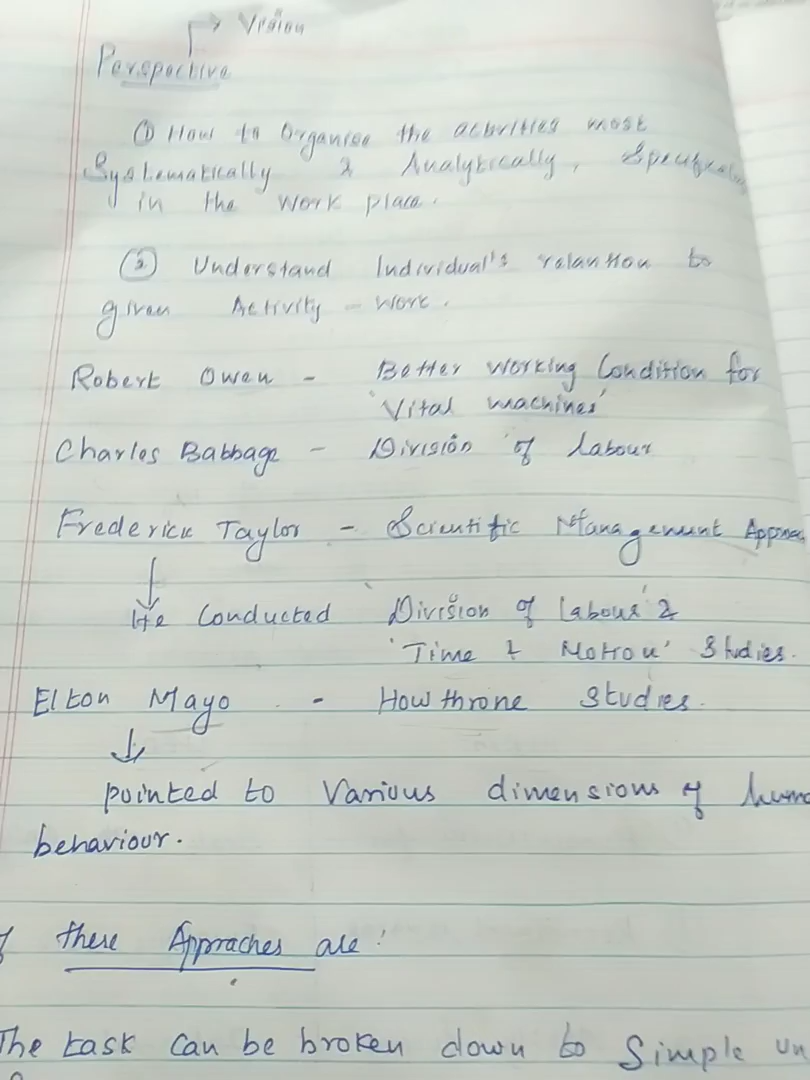 Vision
Perspective
① How to Organise the activities most
Systematically & Analytically,
in the work place.
② Understand Individual's relantion to
given Activity - work.
Robert Owen - Better working Condition for
'Vital machines'
Charles Babbage - Division of Labour
Frederick Taylor - Scientific Management
He Conducted Division of Labour &
'Time & Motion' Studies.
Elton Mayo - Howthrone Studies.
pointed to various dimensions of
behaviour.
these Appraches are:
The task can be broken down to Simple